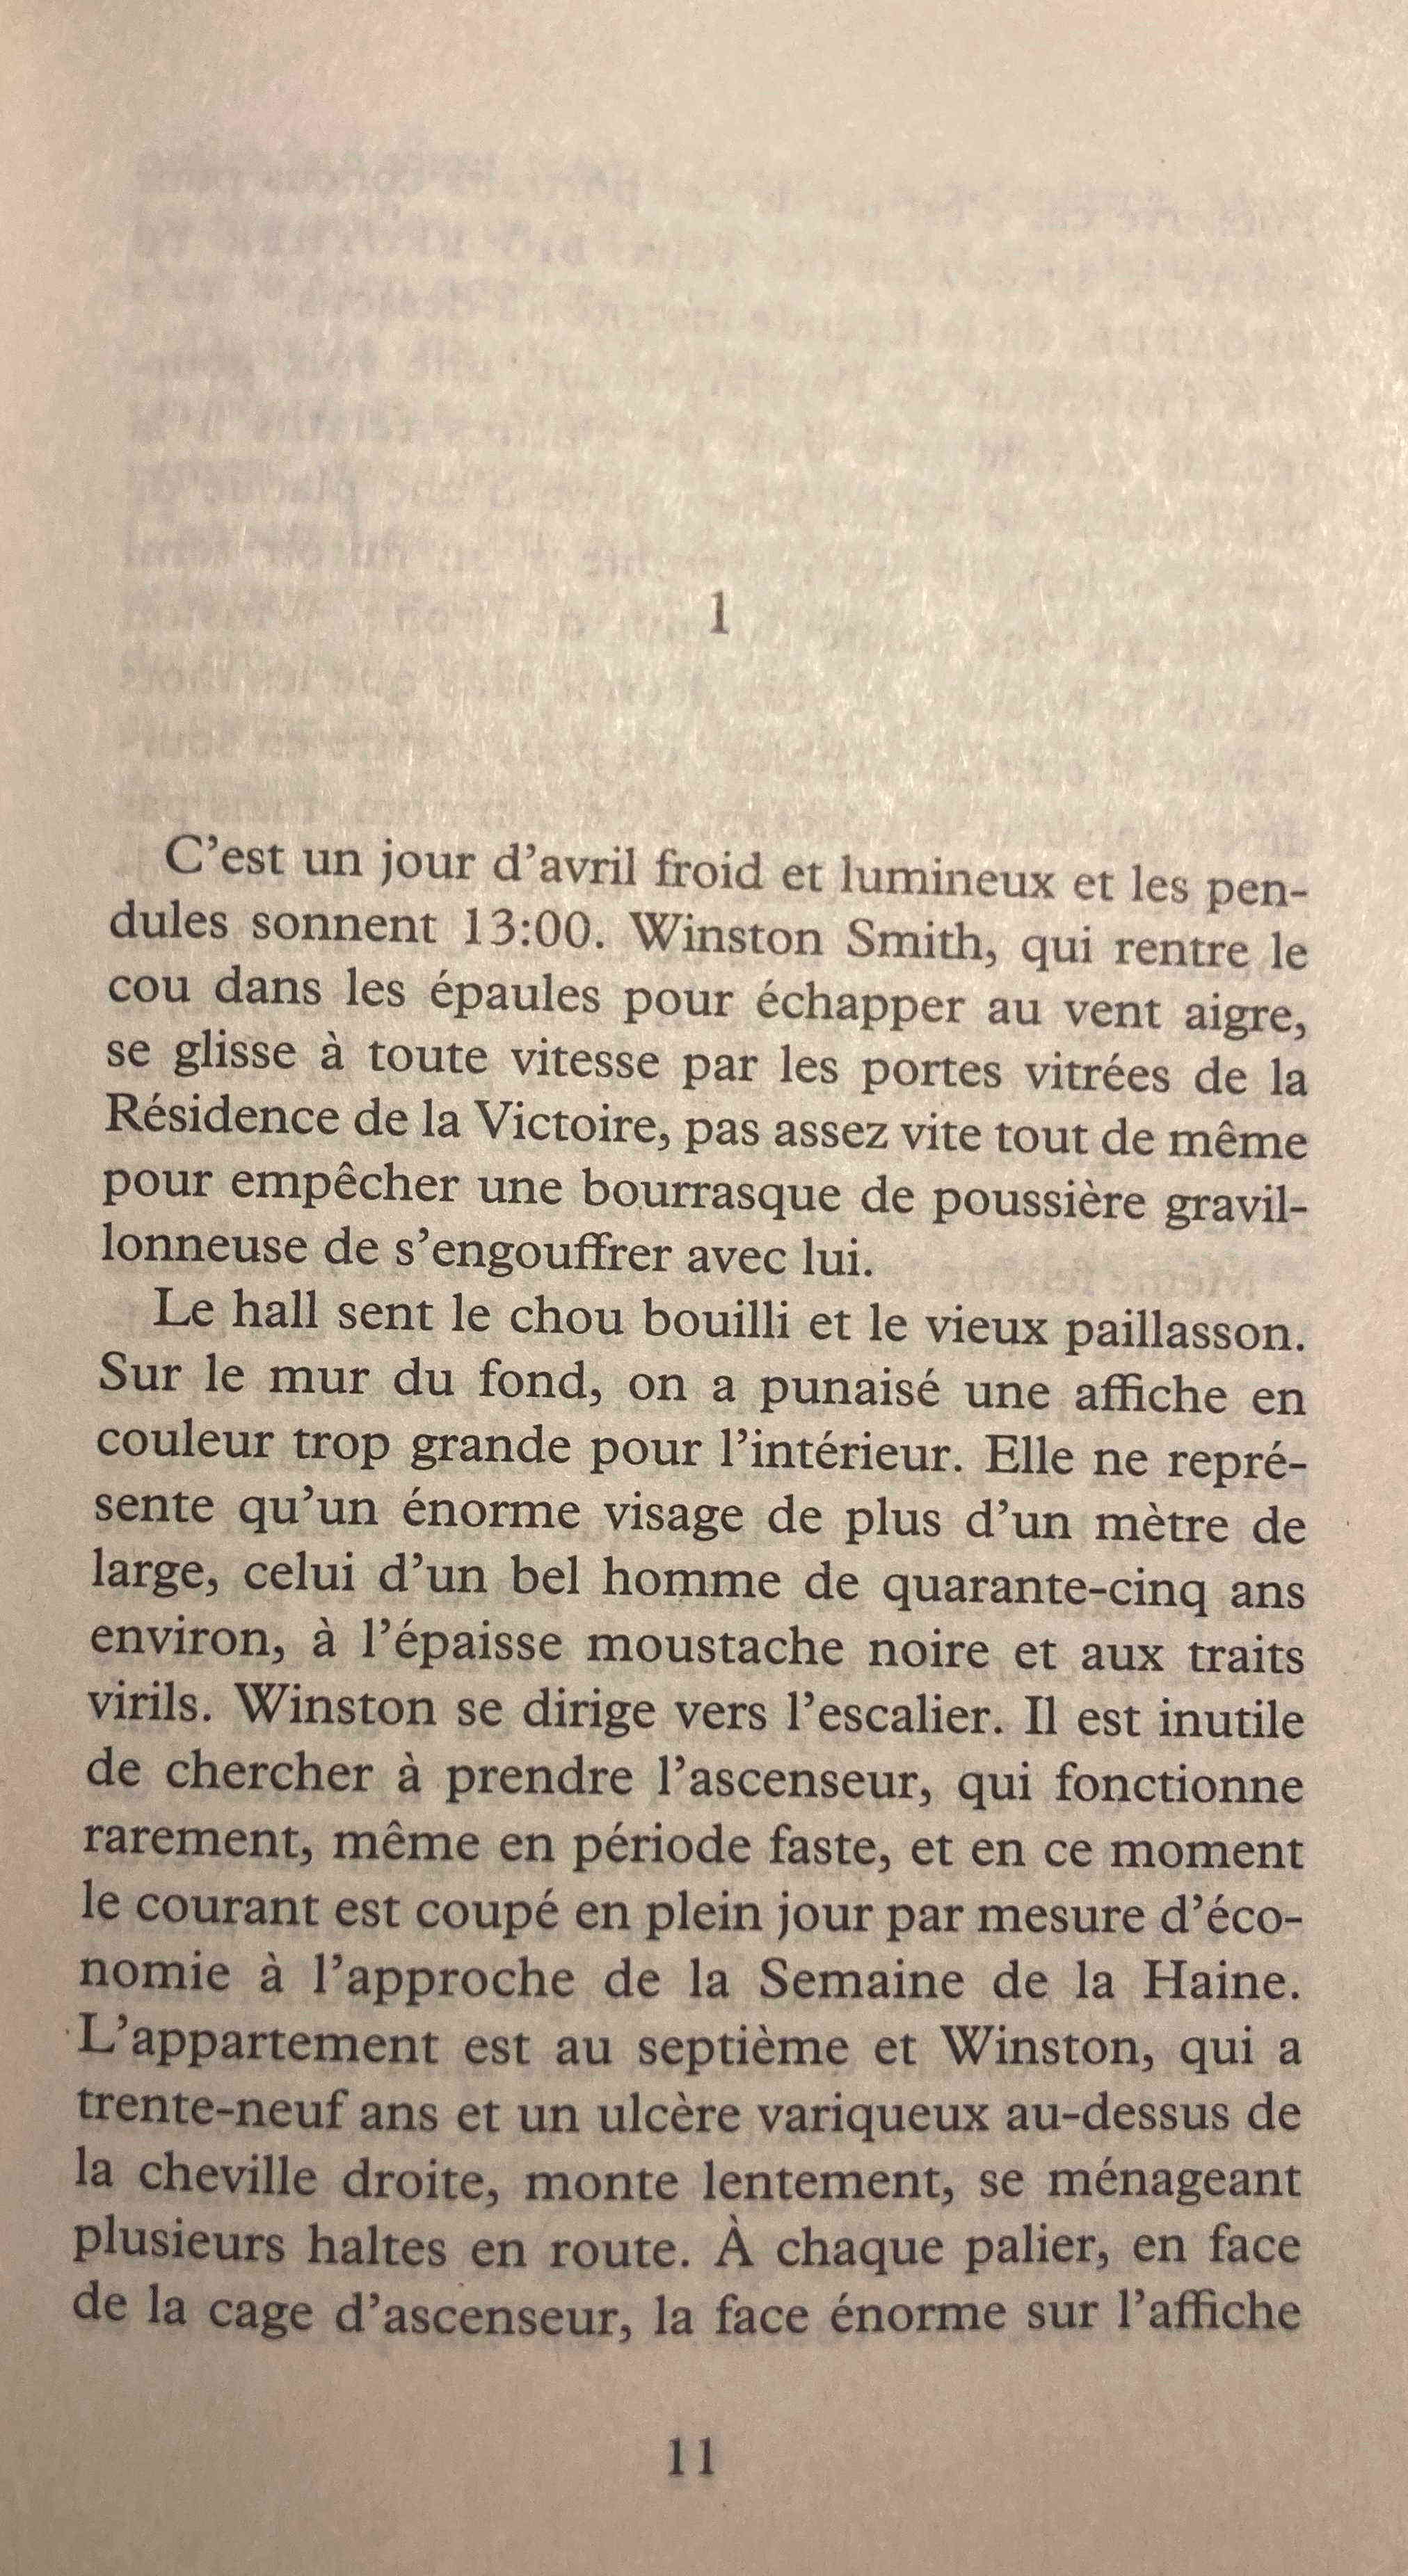 1
C’est un jour d’avril froid et lumineux et les pen-
dules sonnent 13:00. Winston Smith, qui rentre le
cou dans les épaules pour échapper au vent aigre,
se glisse à toute vitesse par les portes vitrées de la
Résidence de la Victoire, pas assez vite tout de même
pour empêcher une bourrasque de poussière gravil-
lonneuse de s’engouffrer avec lui.
Le hall sent le chou bouilli et le vieux paillasson.
Sur le mur du fond, on a punaisé une affiche en
couleur trop grande pour l’intérieur. Elle ne repré-
sente qu’un énorme visage de plus d’un mètre de
large, celui d’un bel homme de quarante-cinq ans
environ, à l’épaisse moustache noire et aux traits
virils. Winston se dirige vers l’escalier. Il est inutile
de chercher à prendre l’ascenseur, qui fonctionne
rarement, même en période faste, et en ce moment
le courant est coupé en plein jour par mesure d’éco-
nomie à l’approche de la Semaine de la Haine.
L’appartement est au septième et Winston, qui a
trente-neuf ans et un ulcère variqueux au-dessus de
la cheville droite, monte lentement, se ménageant
plusieurs haltes en route. À chaque palier, en face
de la cage d’ascenseur, la face énorme sur l’affiche
11